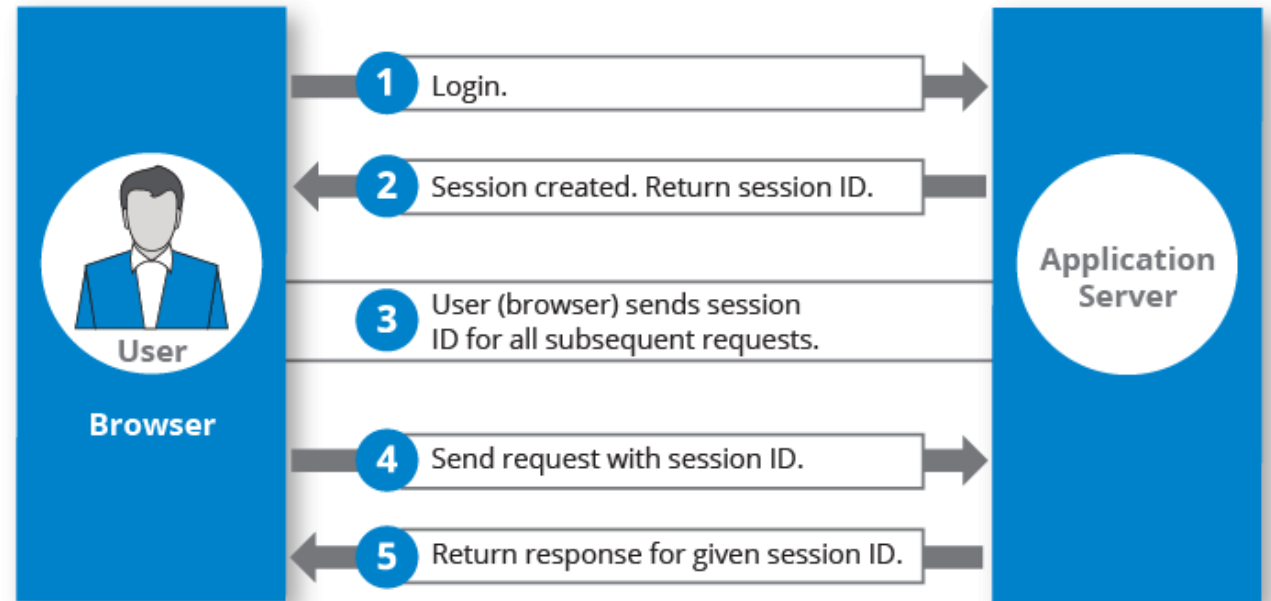 1 Login.
2 Session created. Return session ID.
3 User (browser) sends session
ID for all subsequent requests.
User
Browser
Application
Server
4 Send request with session ID.
5 Return response for given session ID.